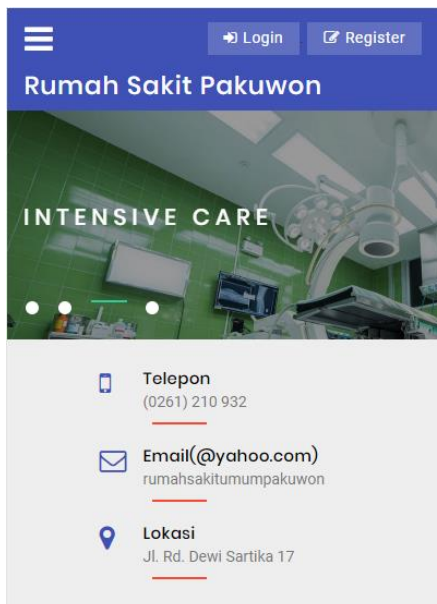 Login
Register
Rumah Sakit Pakuwon
INTENSIVE CARE
Telepon
(0261) 210 932
Email(@yahoo.com)
rumahsakitumumpakuwon
Lokasi
Jl. Rd. Dewi Sartika 17